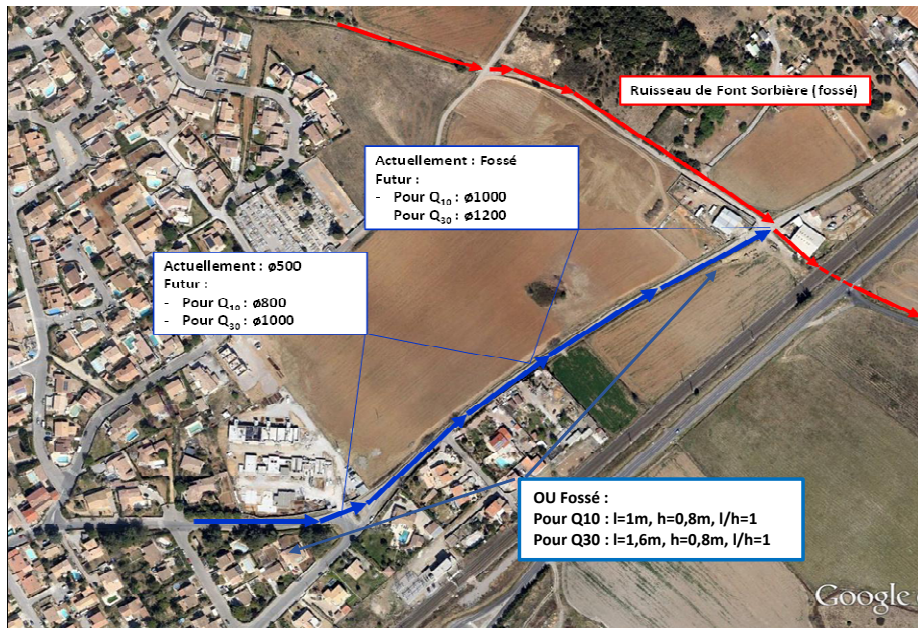 Ruisseau de Font Sorbière ( fossé)
Actuellement : Fossé
Futur :
- Pour Q10 : ø1000
Pour Q30 : ø1200
Actuellement : ø500
Futur :
- Pour Q10 : ø800
- Pour Q30 : ø1000
OU Fossé :
Pour Q10 : l=1m, h=0,8m, l/h=1
Pour Q30 : l=1,6m, h=0,8m, l/h=1
Google